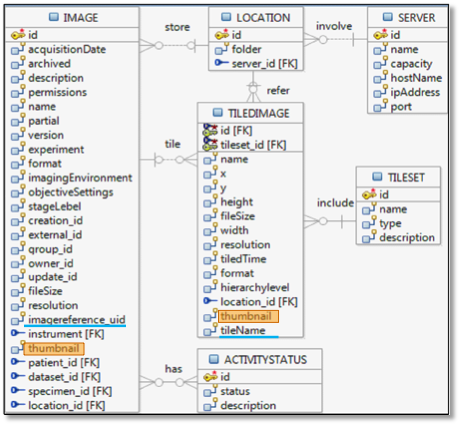 IMAGE
id
acquisitionDate
archived
description
permissions
name
partial
version
experiment
format
imagingEnvironment
objectiveSettings
stageLebel
creation_id
external_id
qroup_id
owner_id
update_id
fileSize
resolution
imagereference_uid
instrument [FK]
thumbnail
patient_id [FK]
dataset_id [FK]
specimen_id [FK]
location_id [FK]
store
LOCATION
id
folder
server_id [FK]
involve
SERVER
id
name
capacity
hostName
ipAddress
port
refer
tile
TILEDIMAGE
id [FK]
tileset_id [FK]
name
x
y
height
fileSize
width
resolution
tiledTime
format
hierarchylevel
location_id [FK]
thumbnail
tileName
include
TILESET
id
name
type
description
has
ACTIVITYSTATUS
id
status
description